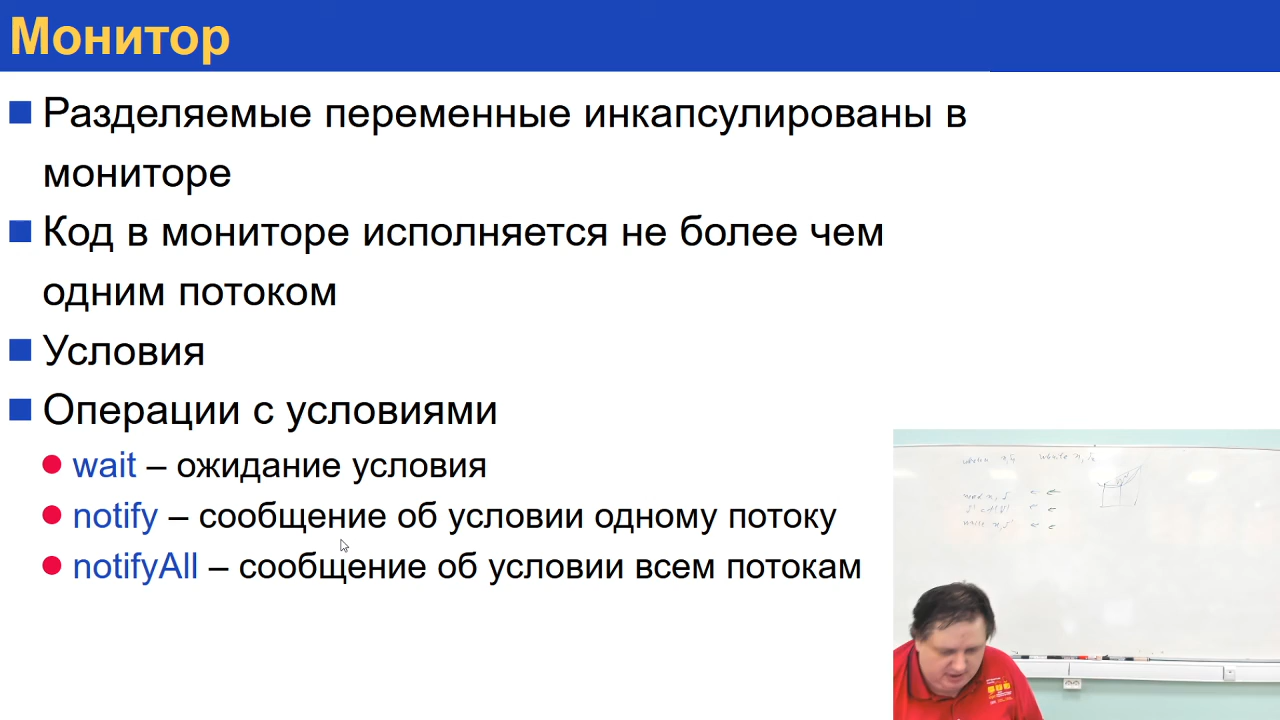 Монитор
Разделяемые переменные инкапсулированы в
мониторе
Код в мониторе исполняется не более чем
одним потоком
Условия
Операции с условиями
wait – ожидание условия
notify – сообщение об условии одному потоку
notifyAll – сообщение об условии всем потокам